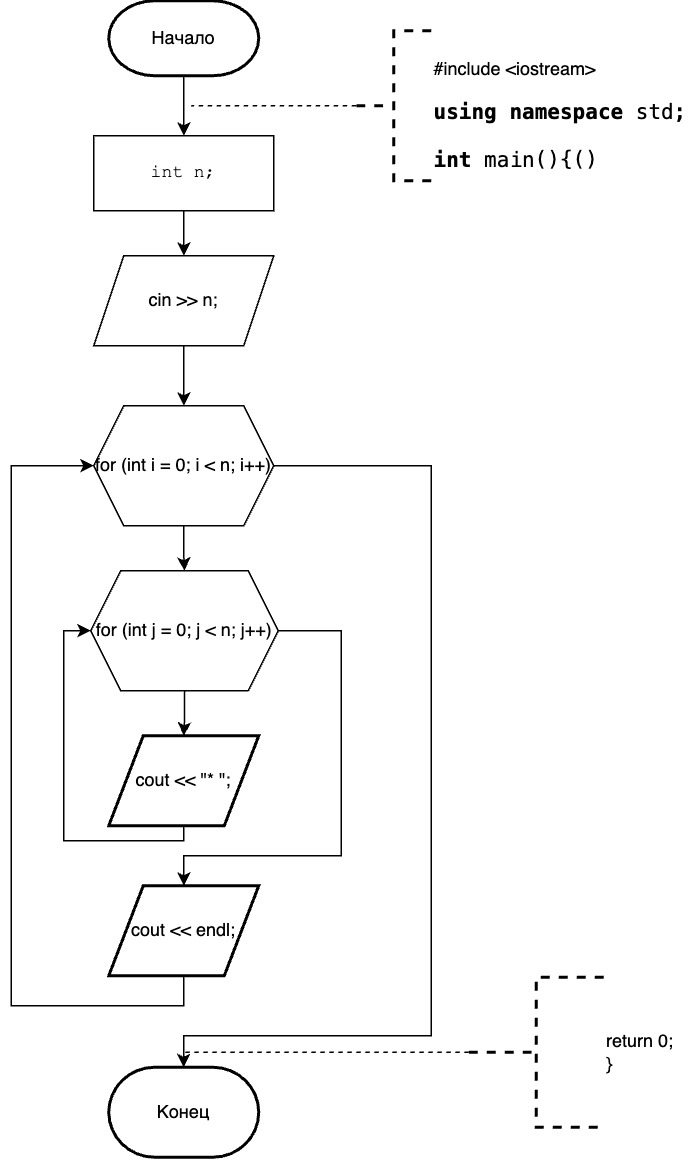 Начало
#include <iostream>
using namespace std;
int main(){()
int n;
cin >> n;
for (int i = 0; i < n; i++)
for (int j = 0; j < n; j++)
cout << "* ";
cout << endl;
return 0;
}
Конец